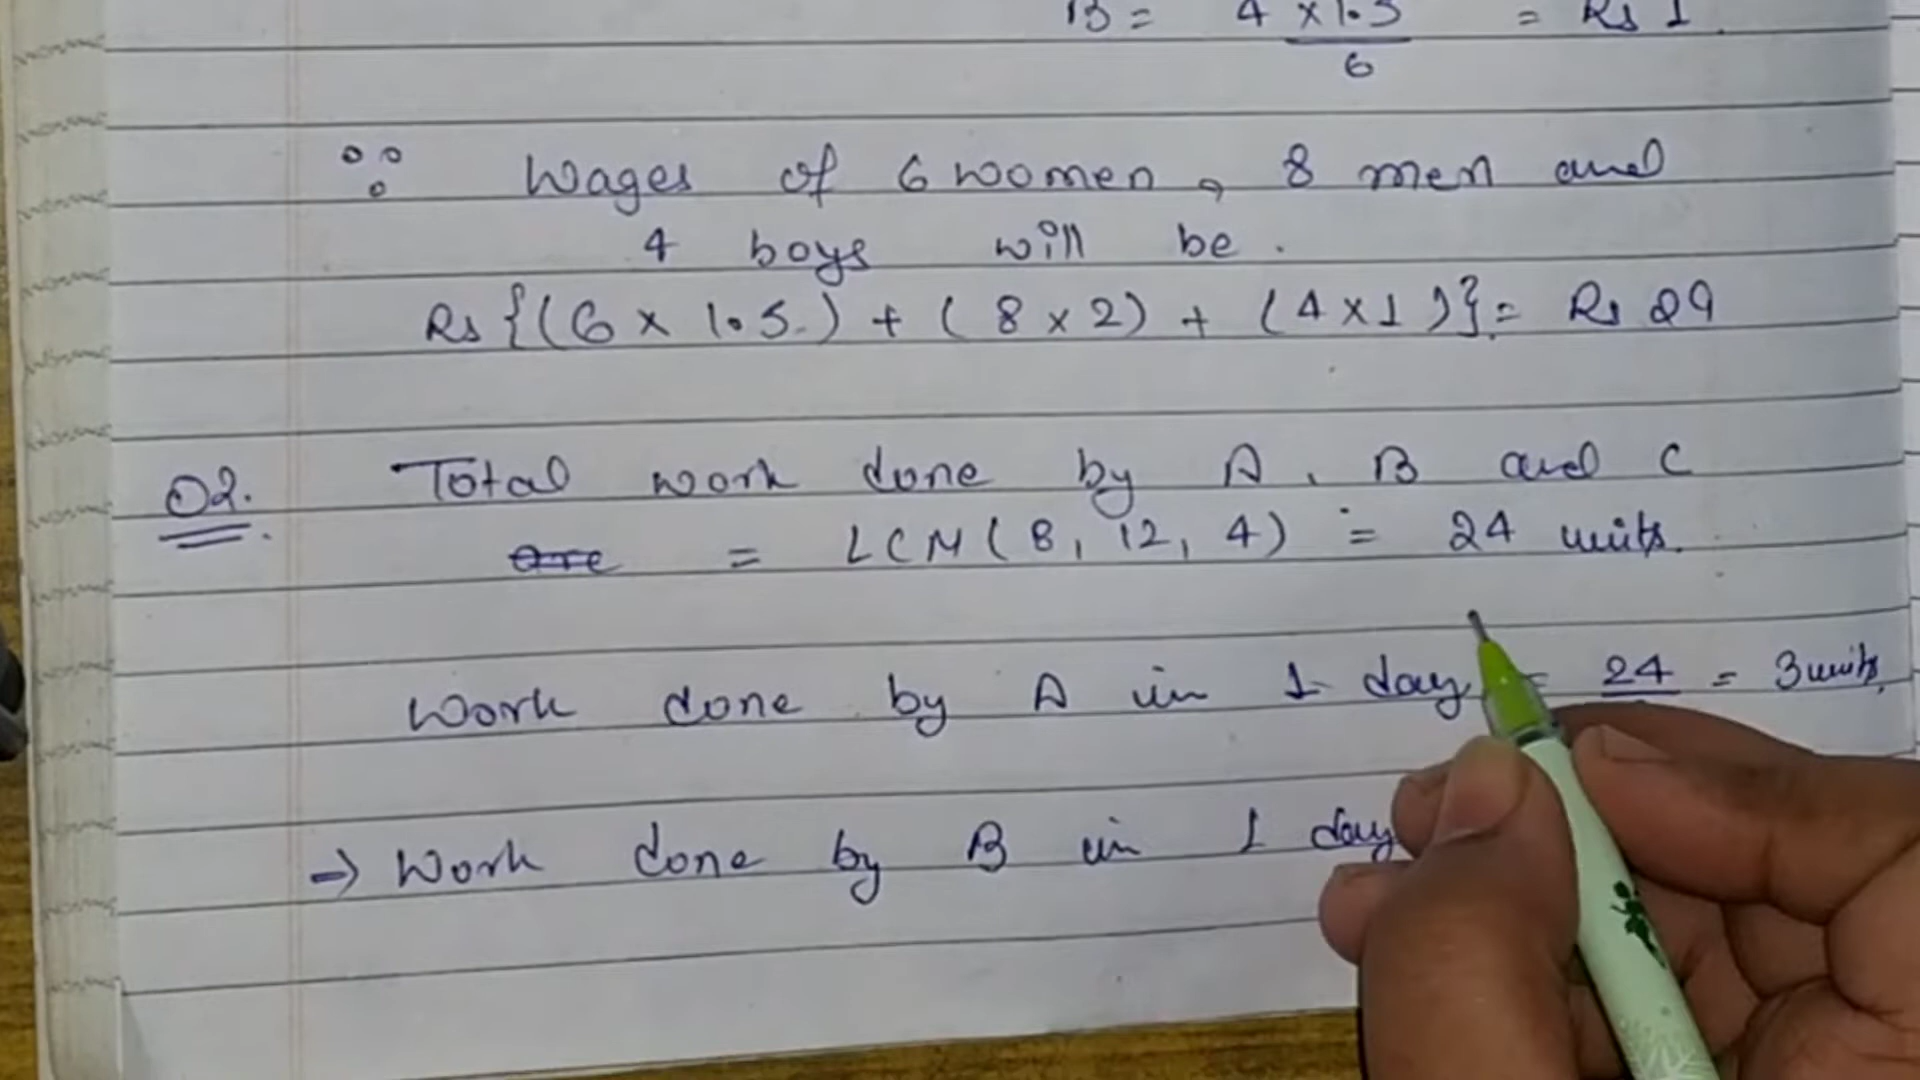 B = 4 × 1.5 = Rs 1
6
∵ Wages of 6 women, 8 men and
4 boys will be.
Rs {(6 × 1.5) + (8 × 2) + (4 × 1)} = Rs 29
Q2. Total work done by A, B and C
are = LCM (8, 12, 4) = 24 units.
Work done by A in 1 day = 24 = 3 units,
→ Work done by B in 1 day